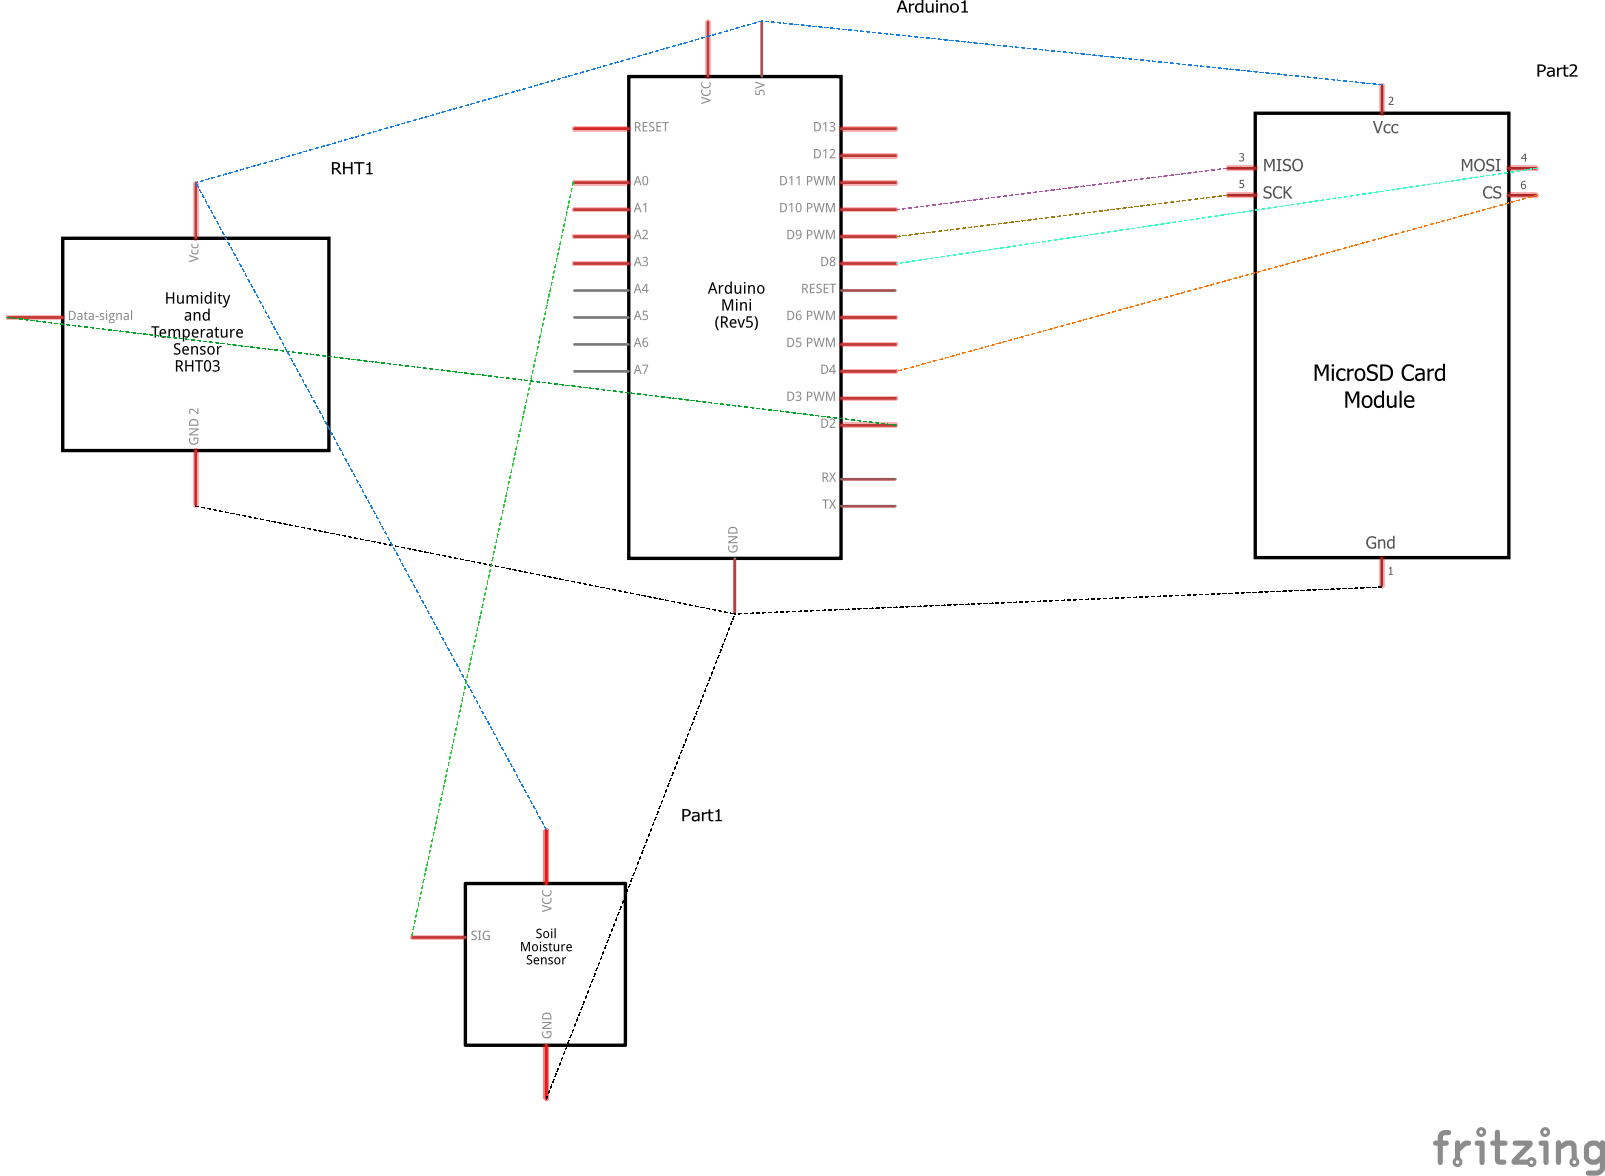 Arduino1
Part2
RHT1
Vcc
Data-signal
Humidity
and
Temperature
Sensor
RHT03
GND 2
VCC
5V
RESET
A0
A1
A2
A3
A4
A5
A6
A7
Arduino
Mini
(Rev5)
D13
D12
D11 PWM
D10 PWM
D9 PWM
D8
RESET
D6 PWM
D5 PWM
D4
D3 PWM
D2
RX
TX
GND
2
Vcc
3
MISO
5
SCK
MOSI
4
CS
6
MicroSD Card
Module
Gnd
1
Part1
VCC
SIG
Soil
Moisture
Sensor
GND
fritzing